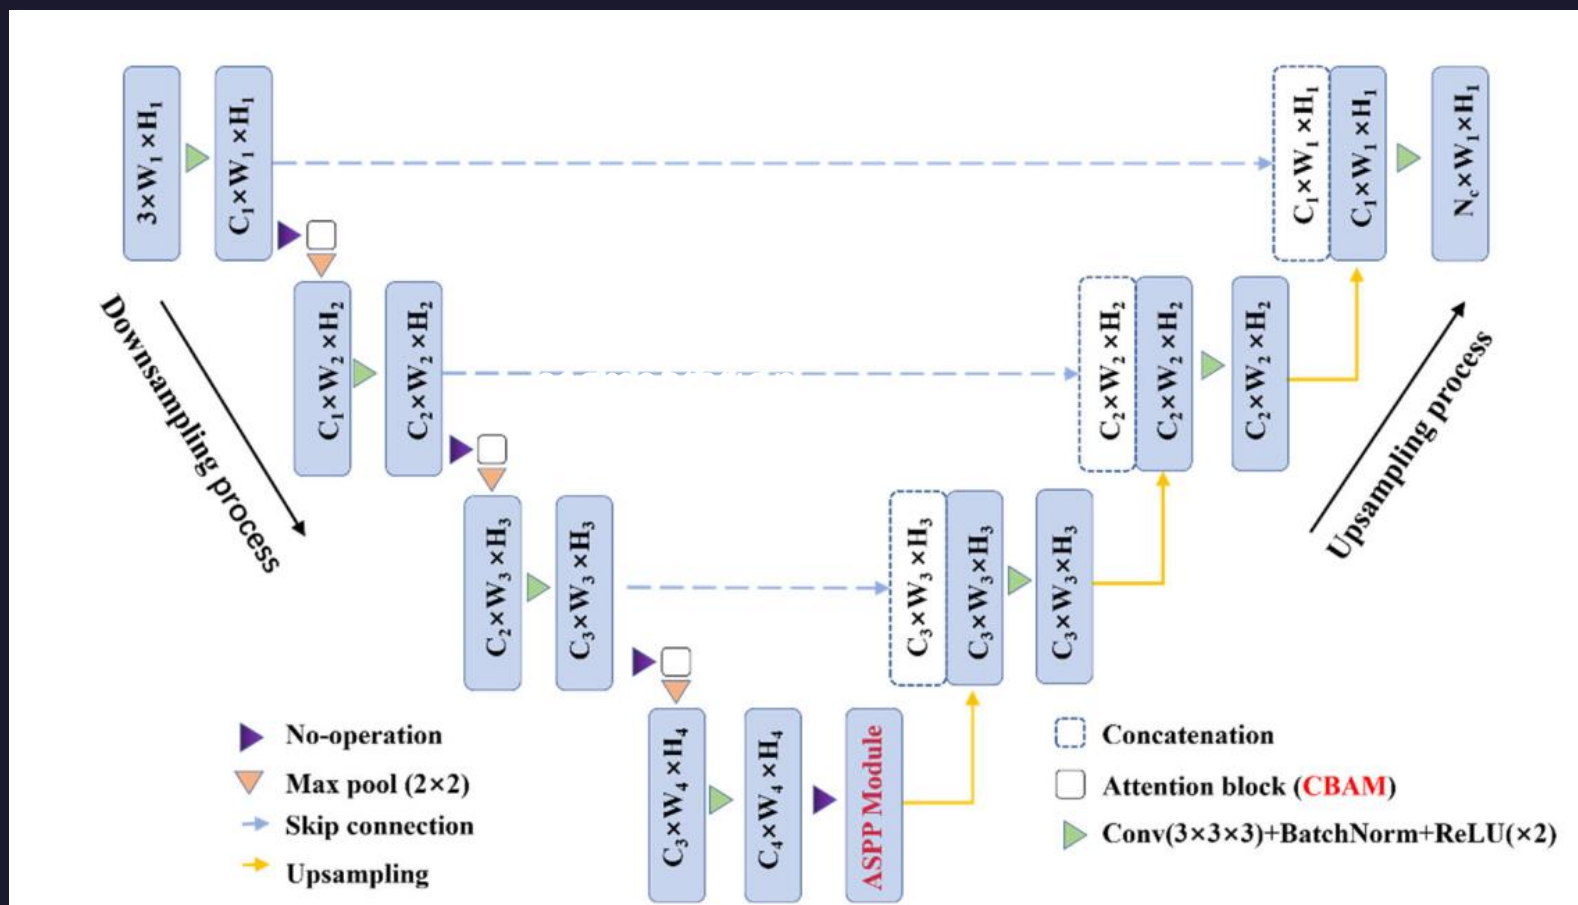 3×W₁×H₁
C₁×W₁×H₁
C₁×W₁×H₁
C₁×W₁×H₁
N_c×W₁×H₁
C₁×W₂×H₂
C₂×W₂×H₂
C₂×W₂×H₂
C₂×W₂×H₂
C₂×W₂×H₂
Downsampling process
Upsampling process
C₂×W₃×H₃
C₃×W₃×H₃
C₃×W₃×H₃
C₃×W₃×H₃
C₃×W₃×H₃
C₃×W₄×H₄
C₄×W₄×H₄
ASPP Module
No-operation
Max pool (2×2)
Skip connection
Upsampling
Concatenation
Attention block (CBAM)
Conv(3×3×3)+BatchNorm+ReLU(×2)